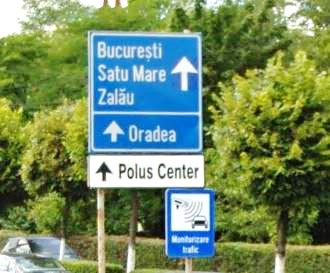 București
Satu Mare
Zalău
Oradea
Polus Center
Monitorizare
trafic